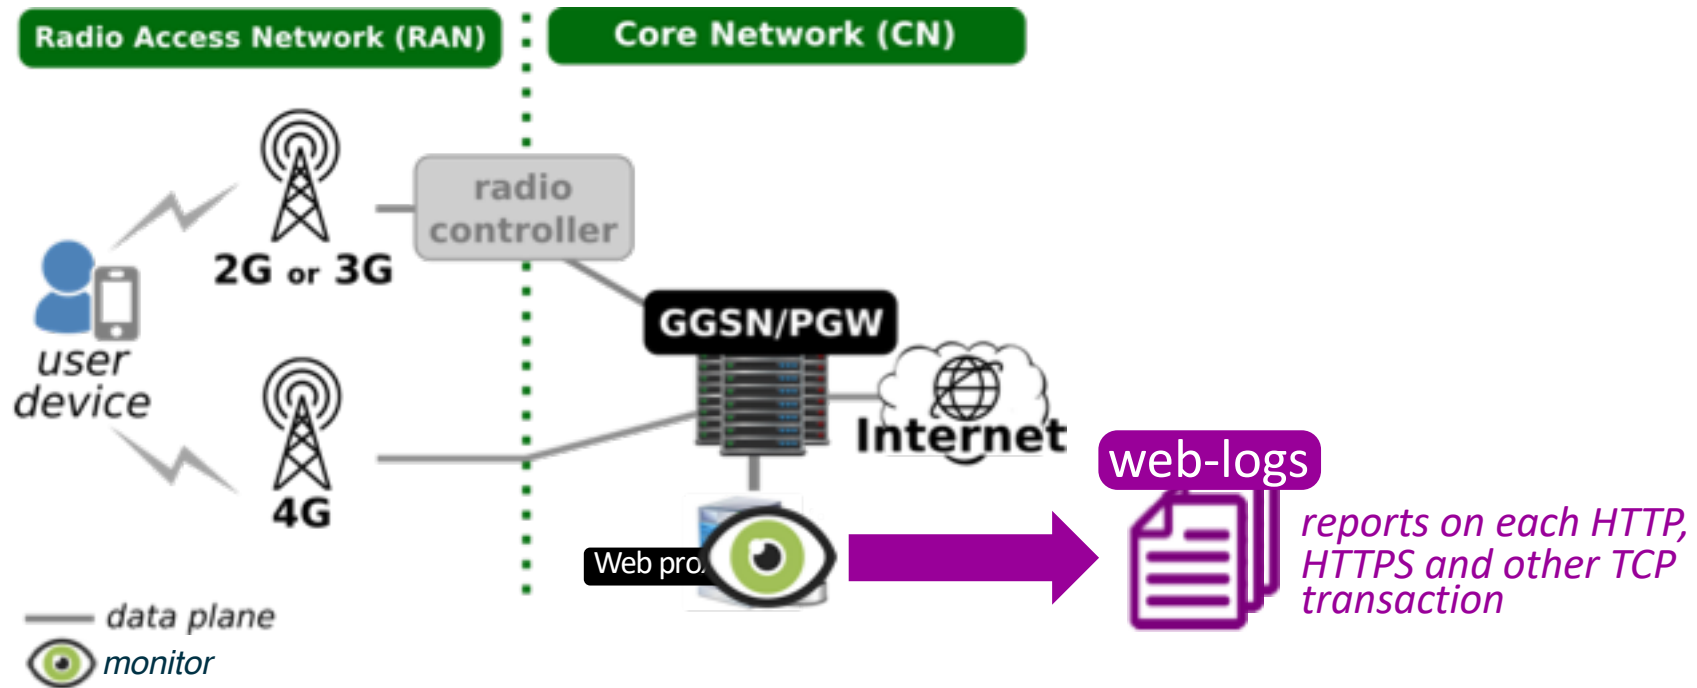 Radio Access Network (RAN)
Core Network (CN)
radio
controller
2G or 3G
GGSN/PGW
user
device
Internet
web-logs
4G
reports on each HTTP,
HTTPS and other TCP
transaction
Web
data plane
monitor